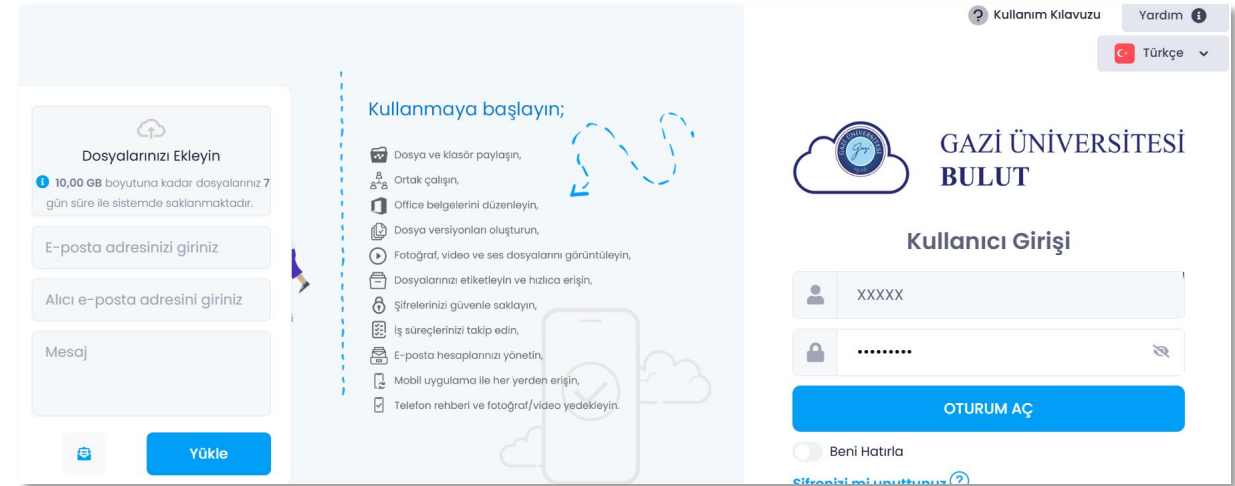 Kullanım Kılavuzu
Yardım
Türkçe
Dosyalarınızı Ekleyin
10,00 GB boyutuna kadar dosyalarınız 7
gün süre ile sistemde saklanmaktadır.
E-posta adresinizi giriniz
Alıcı e-posta adresini giriniz
Mesaj
Yükle
Kullanmaya başlayın;
Dosya ve klasör paylaşın,
Ortak çalışın,
Office belgelerini düzenleyin,
Dosya versiyonları oluşturun,
Fotoğraf, video ve ses dosyalarını görüntüleyin,
Dosyalarınızı etiketleyin ve hızlıca erişin,
Şifrelerinizi güvenle saklayın,
İş süreçlerinizi takip edin,
E-posta hesaplarınızı yönetin,
Mobil uygulama ile her yerden erişin,
Telefon rehberi ve fotoğraf/video yedekleyin.
GAZİ ÜNİVERSİTESİ
BULUT
Kullanıcı Girişi
XXXXX
•••••••••
OTURUM AÇ
Beni Hatırla
Şifrenizi mi unuttunuz